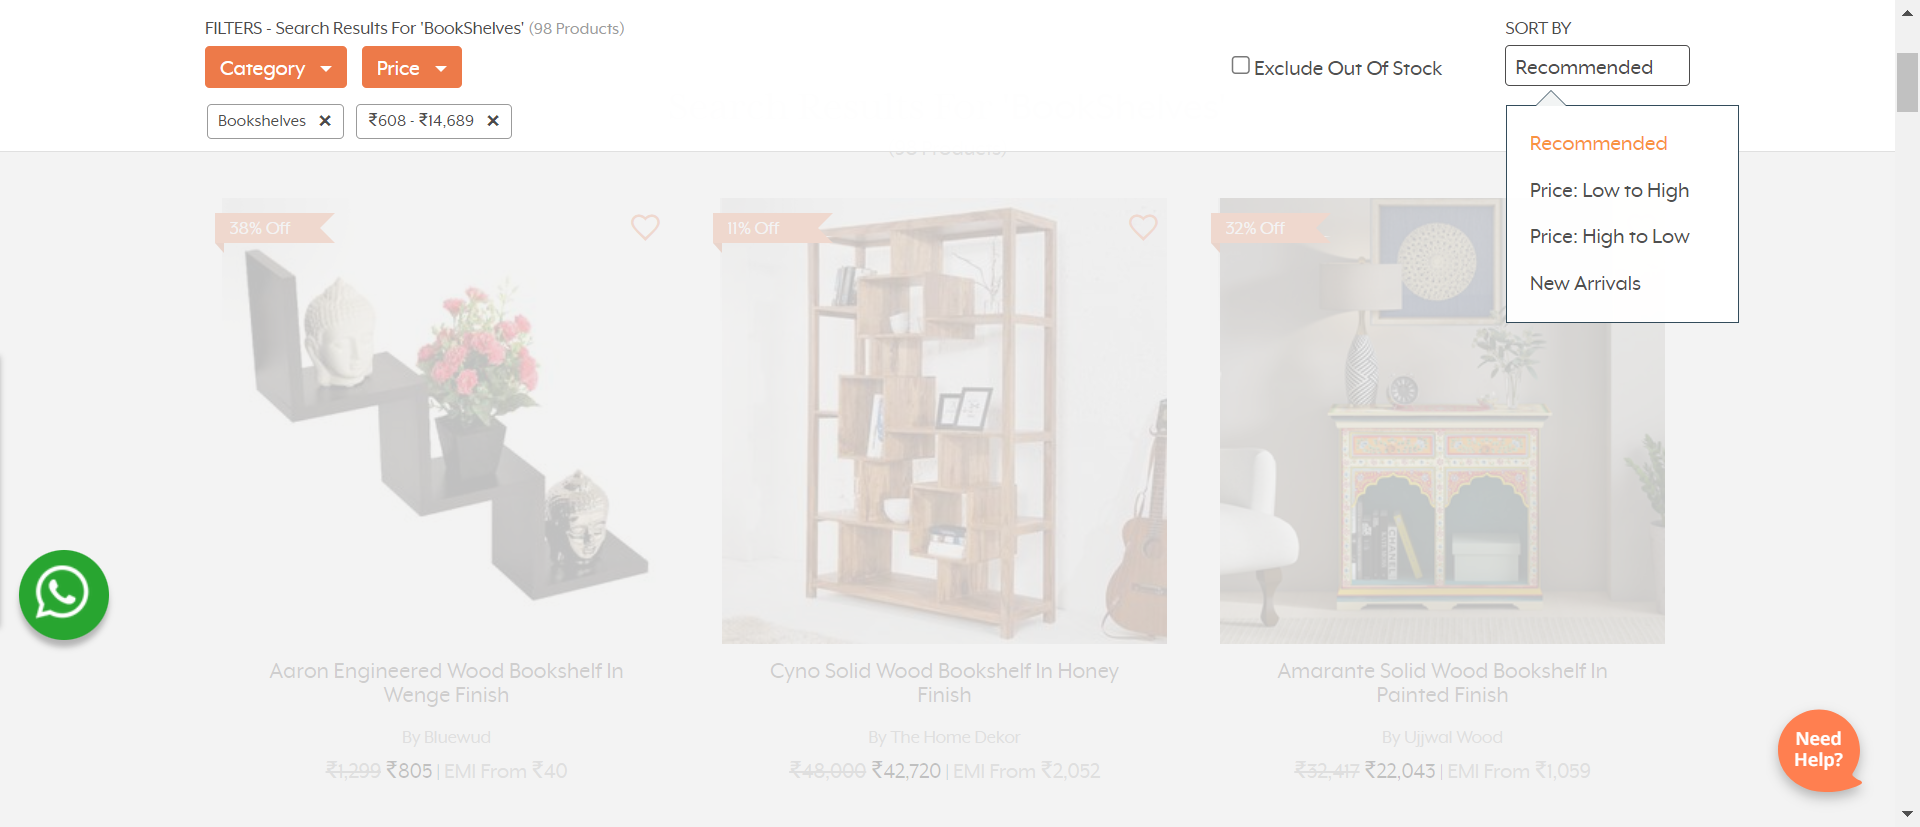 FILTERS - Search Results For 'BookShelves' (98 Products)
SORT BY
Category
Price
Exclude Out Of Stock
Recommended
Bookshelves ✕
₹608 - ₹14,689 ✕
Recommended
Price: Low to High
Price: High to Low
New Arrivals
38% Off
11% Off
32% Off
Aaron Engineered Wood Bookshelf In
Wenge Finish
By Bluewud
₹1,299 ₹805 | EMI From ₹40
Cyno Solid Wood Bookshelf In Honey
Finish
By The Home Dekor
₹48,000 ₹42,720 | EMI From ₹2,052
Amarante Solid Wood Bookshelf In
Painted Finish
By Ujjwal Wood
₹32,417 ₹22,043 | EMI From ₹1,059
Need
Help?